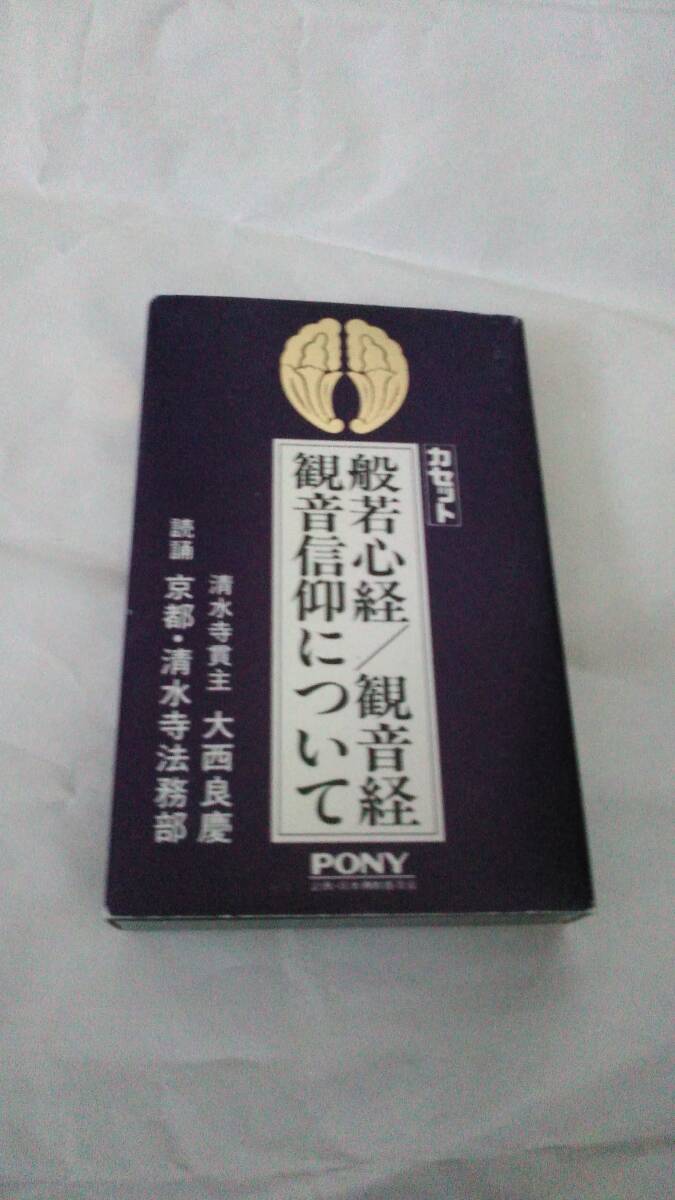 カセット
般若心経／観音経
観音信仰について
清水寺貫主 大西良慶
読誦 京都・清水寺法務部
PONY